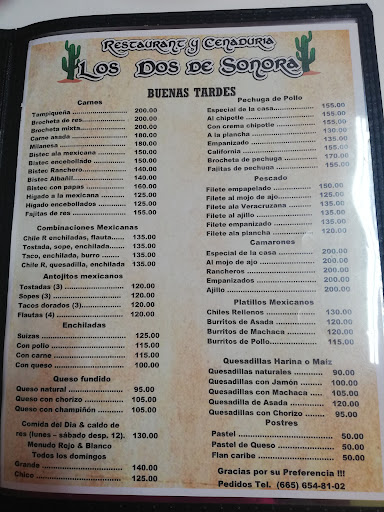 Restaurant y Cenaduria
Los Dos de Sonora
BUENAS TARDES
Carnes
Tampiqueña ........ 200.00
Brocheta de res........ 200.00
Brocheta mixta........ 200.00
Carne asada ........ 180.00
Milanesa ........ 180.00
Bistec ala mexicana ........ 150.00
Bistec encebollado ........ 150.00
Bistec Ranchero........ 140.00
Bistec Albañil........ 140.00
Bistec con papas ........ 160.00
Higado a la mexicana ........ 125.00
Higado encebollados ........ 125.00
Fajitas de res ........ 155.00
Combinaciones Mexicanas
Chile R enchiladas, flauta...... 135.00
Tostada, sope, enchilada...... 135.00
Taco, enchilada, burro ........ 135.00
Chile R, quesadilla, enchilada 135.00
Antojitos mexicanos
Tostadas (3) ........ 120.00
Sopes (3) ........ 120.00
Tacos dorados (3)........ 120.00
Flautas (4) ........ 120.00
Enchiladas
Suizas ........ 125.00
Con pollo ........ 115.00
Con carne ........ 115.00
Con queso ........ 100.00
Queso fundido
Queso natural ........ 95.00
Queso con chorizo ........ 105.00
Queso con champiñón ........ 105.00
Comida del Dia & caldo de
res (lunes – sábado desp. 12). 130.00
Menudo Rojo & Blanco
Todos los domingos
Grande ........ 140.00
Chico ........ 125.00
Pechuga de Pollo
Especial de la casa........ 155.00
Al chipotle ........ 155.00
Con crema chipotle ........ 155.00
A la plancha ........ 130.00
Empanizado ........ 135.00
California ........ 155.00
Brocheta de pechuga ........ 170.00
Fajitas de pechuga ........ 155.00
Pescado
Filete empapelado ........ 150.00
Filete al mojo de ajo ........ 125.00
Filete ala Veracruzana ........ 135.00
Filete al ajillo ........ 135.00
Filete empanizado ........ 135.00
Filete ala plancha ........ 120.00
Camarones
Especial de la casa ........ 200.00
Al mojo de ajo ........ 200.00
Rancheros ........ 200.00
Empanizados ........ 200.00
Ajillo ........ 200.00
Platillos Mexicanos
Chiles Rellenos ........ 130.00
Burritos de Asada ........ 120.00
Burritos de Machaca ........ 120.00
Burritos de Pollo........ 115.00
Quesadillas Harina o Maiz
Quesadillas naturales ........ 90.00
Quesadillas con Jamón ........ 100.00
Quesadillas con Machaca ...... 105.00
Quesadilla de Asada ........ 120.00
Quesadillas con Chorizo ........ 95.00
Postres
Pastel ........ 50.00
Pastel de Queso ........ 50.00
Flan caribe ........ 50.00
Gracias por su Preferencia !!!
Pedidos Tel. (665) 654-81-02